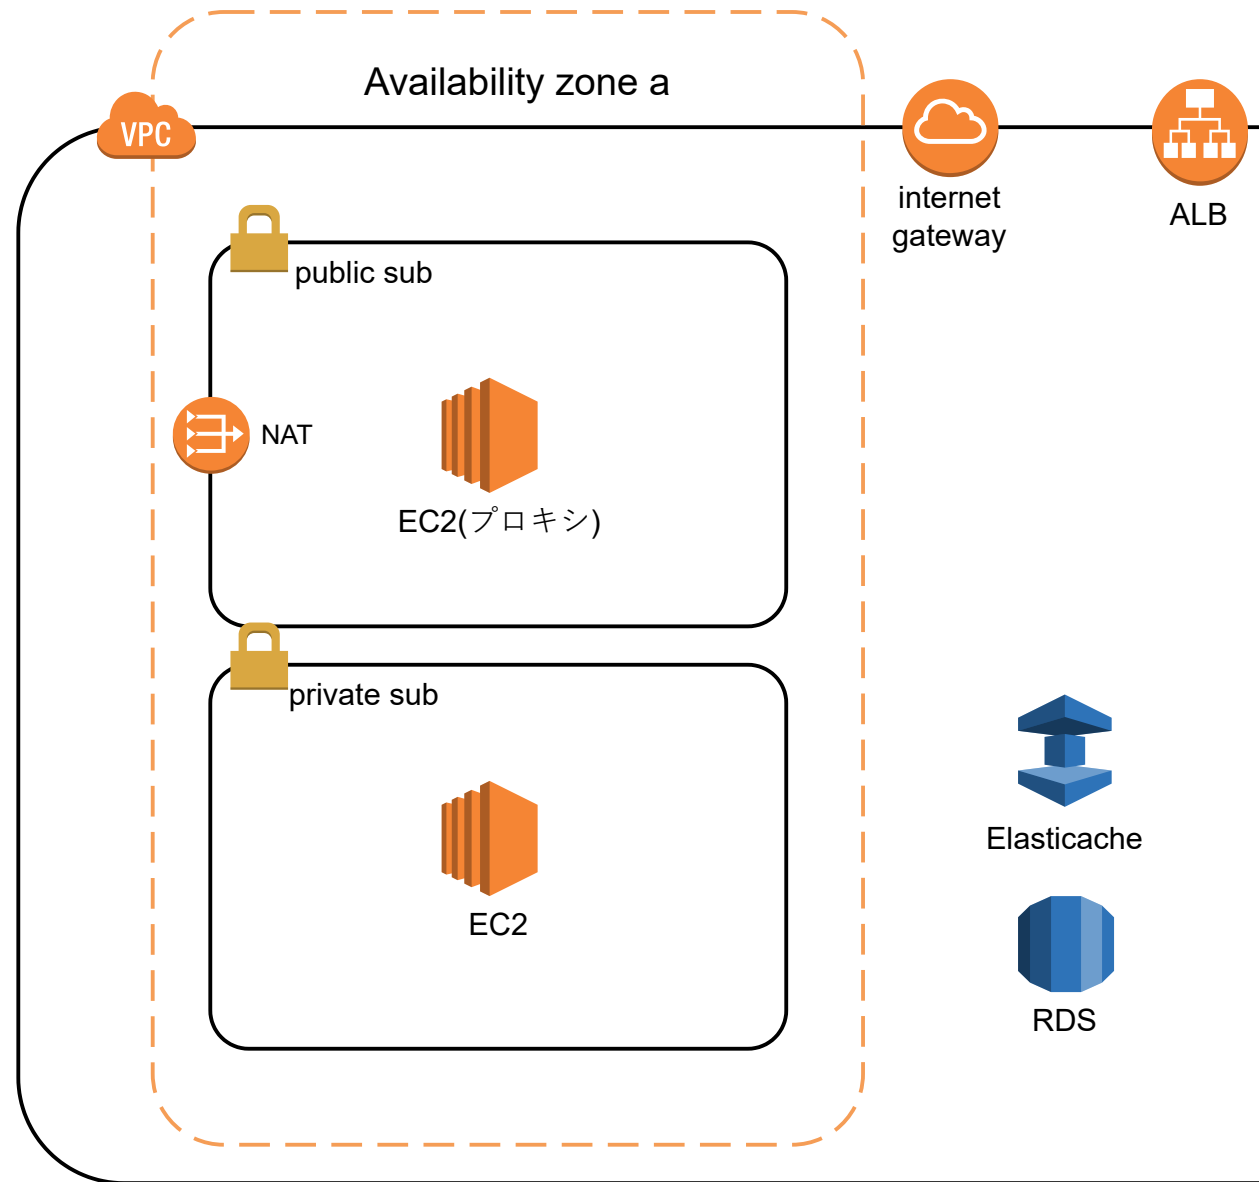 Availability zone a
VPC
internet
gateway
ALB
public sub
NAT
EC2(プロキシ)
private sub
EC2
Elasticache
RDS